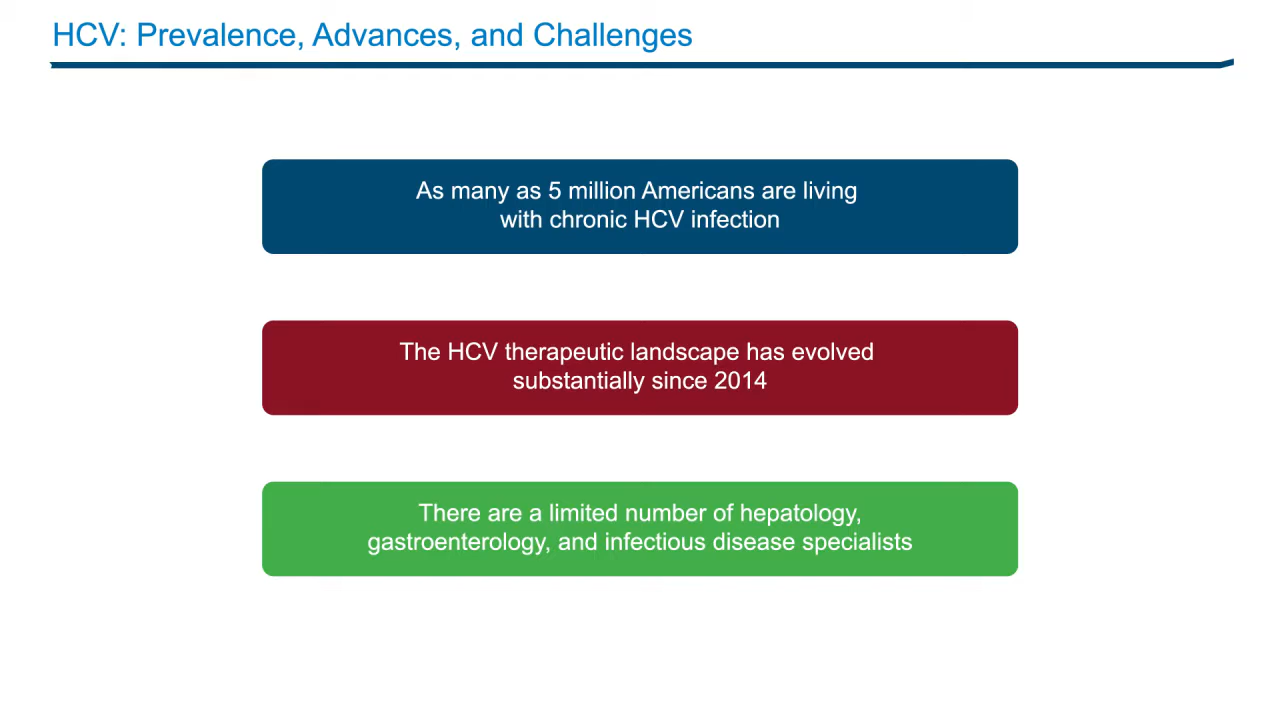 HCV: Prevalence, Advances, and Challenges
As many as 5 million Americans are living
with chronic HCV infection
The HCV therapeutic landscape has evolved
substantially since 2014
There are a limited number of hepatology,
gastroenterology, and infectious disease specialists